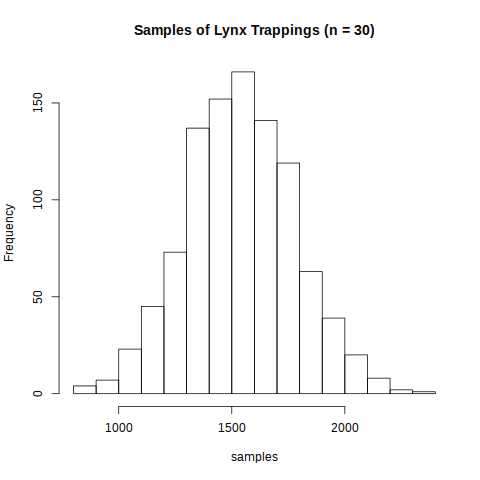 Samples of Lynx Trappings (n = 30)
150
100
50
0
Frequency
1000 1500 2000
samples